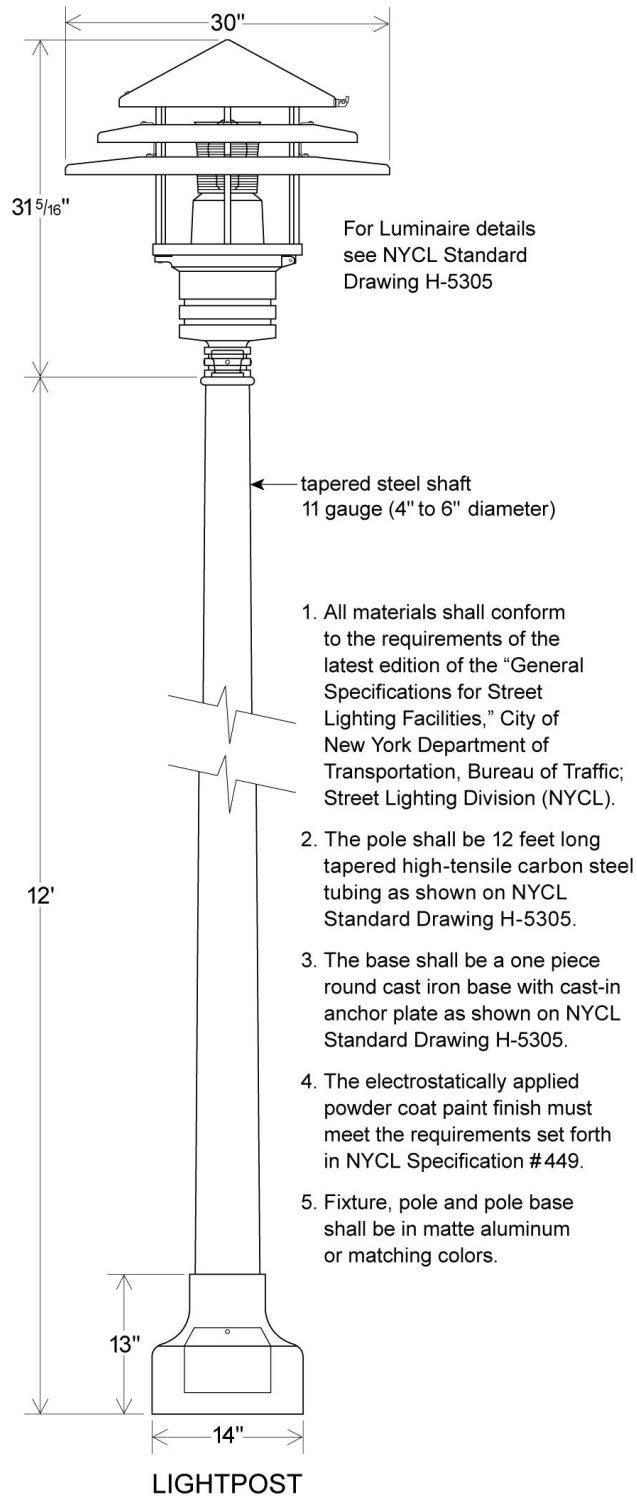 30"
31 5/16"
For Luminaire details
see NYCL Standard
Drawing H-5305
tapered steel shaft
11 gauge (4" to 6" diameter)
1. All materials shall conform
to the requirements of the
latest edition of the “General
Specifications for Street
Lighting Facilities,” City of
New York Department of
Transportation, Bureau of Traffic;
Street Lighting Division (NYCL).
2. The pole shall be 12 feet long
tapered high-tensile carbon steel
tubing as shown on NYCL
Standard Drawing H-5305.
12'
3. The base shall be a one piece
round cast iron base with cast-in
anchor plate as shown on NYCL
Standard Drawing H-5305.
4. The electrostatically applied
powder coat paint finish must
meet the requirements set forth
in NYCL Specification #449.
5. Fixture, pole and pole base
shall be in matte aluminum
or matching colors.
13"
14"
LIGHTPOST